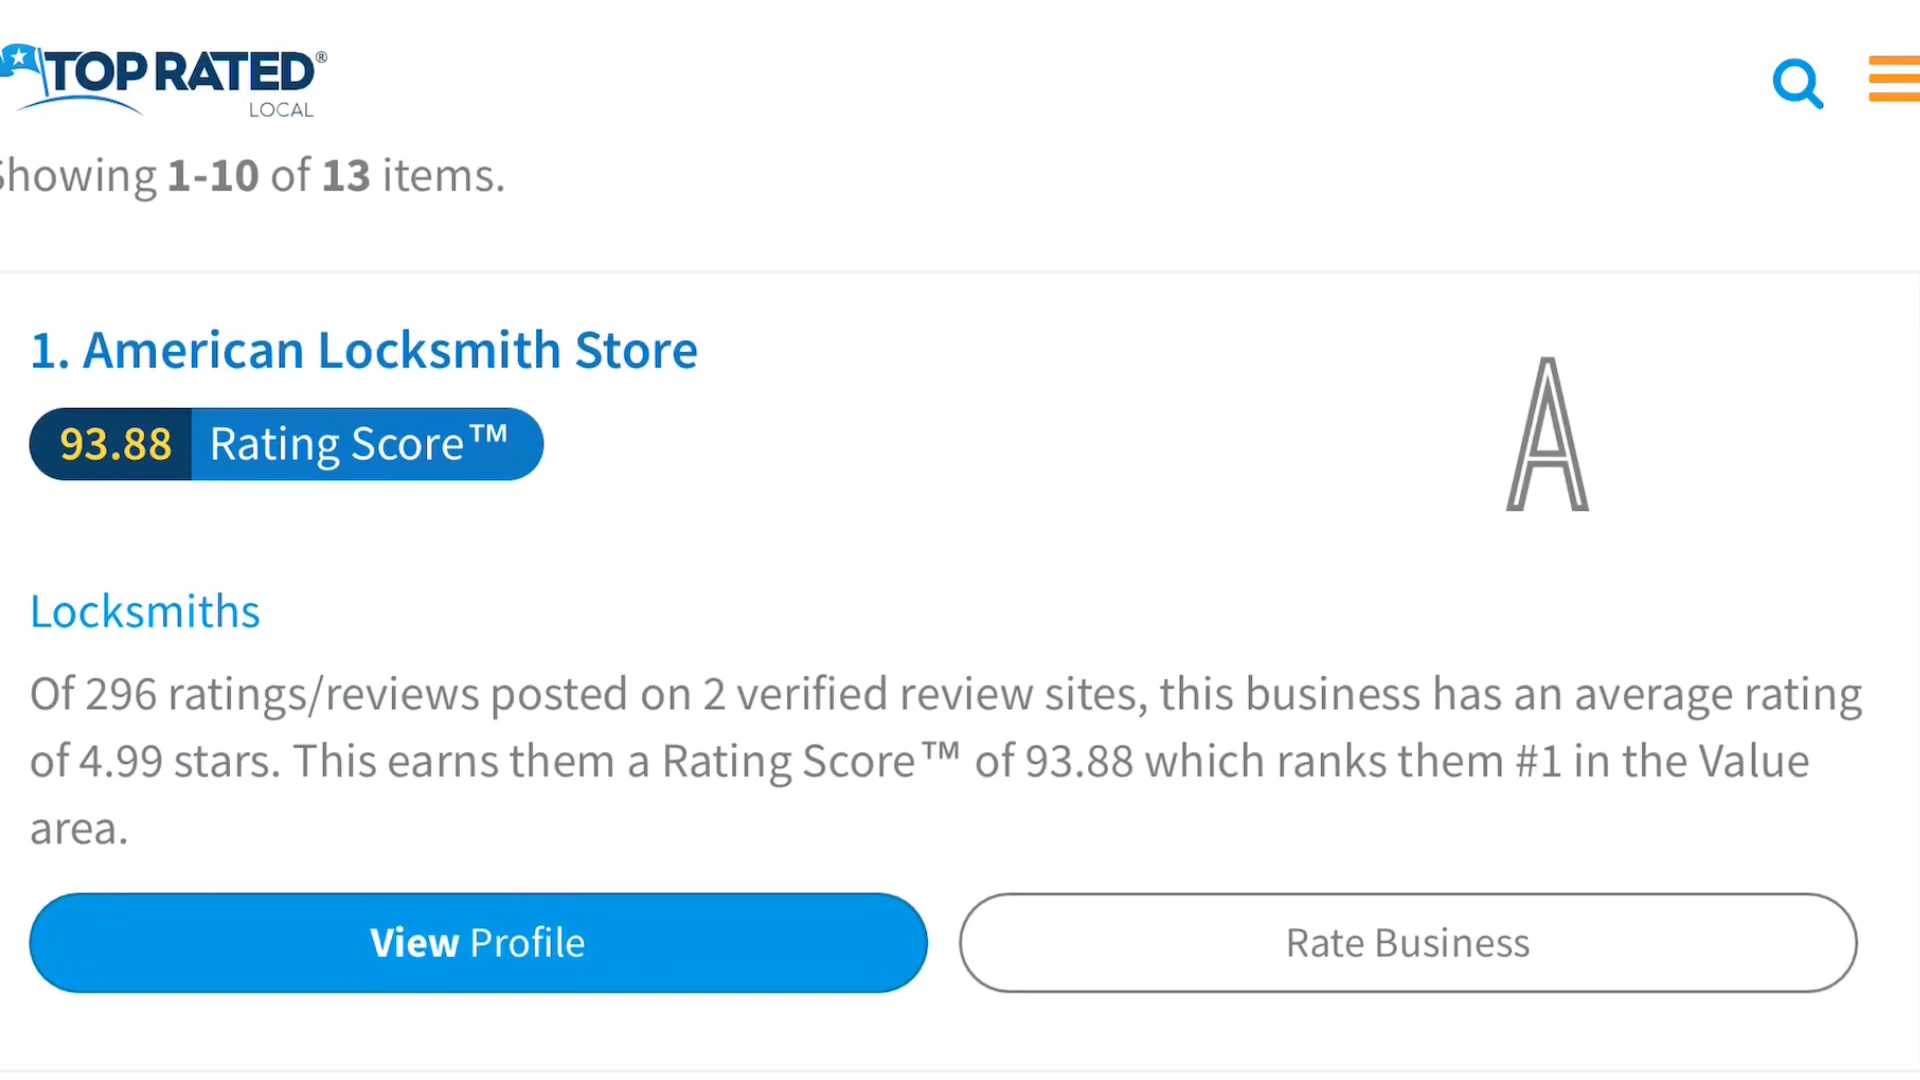 TOP RATED®
LOCAL
Showing 1-10 of 13 items.
1. American Locksmith Store
93.88 Rating Score™
A
Locksmiths
Of 296 ratings/reviews posted on 2 verified review sites, this business has an average rating
of 4.99 stars. This earns them a Rating Score™ of 93.88 which ranks them #1 in the Value
area.
View Profile
Rate Business